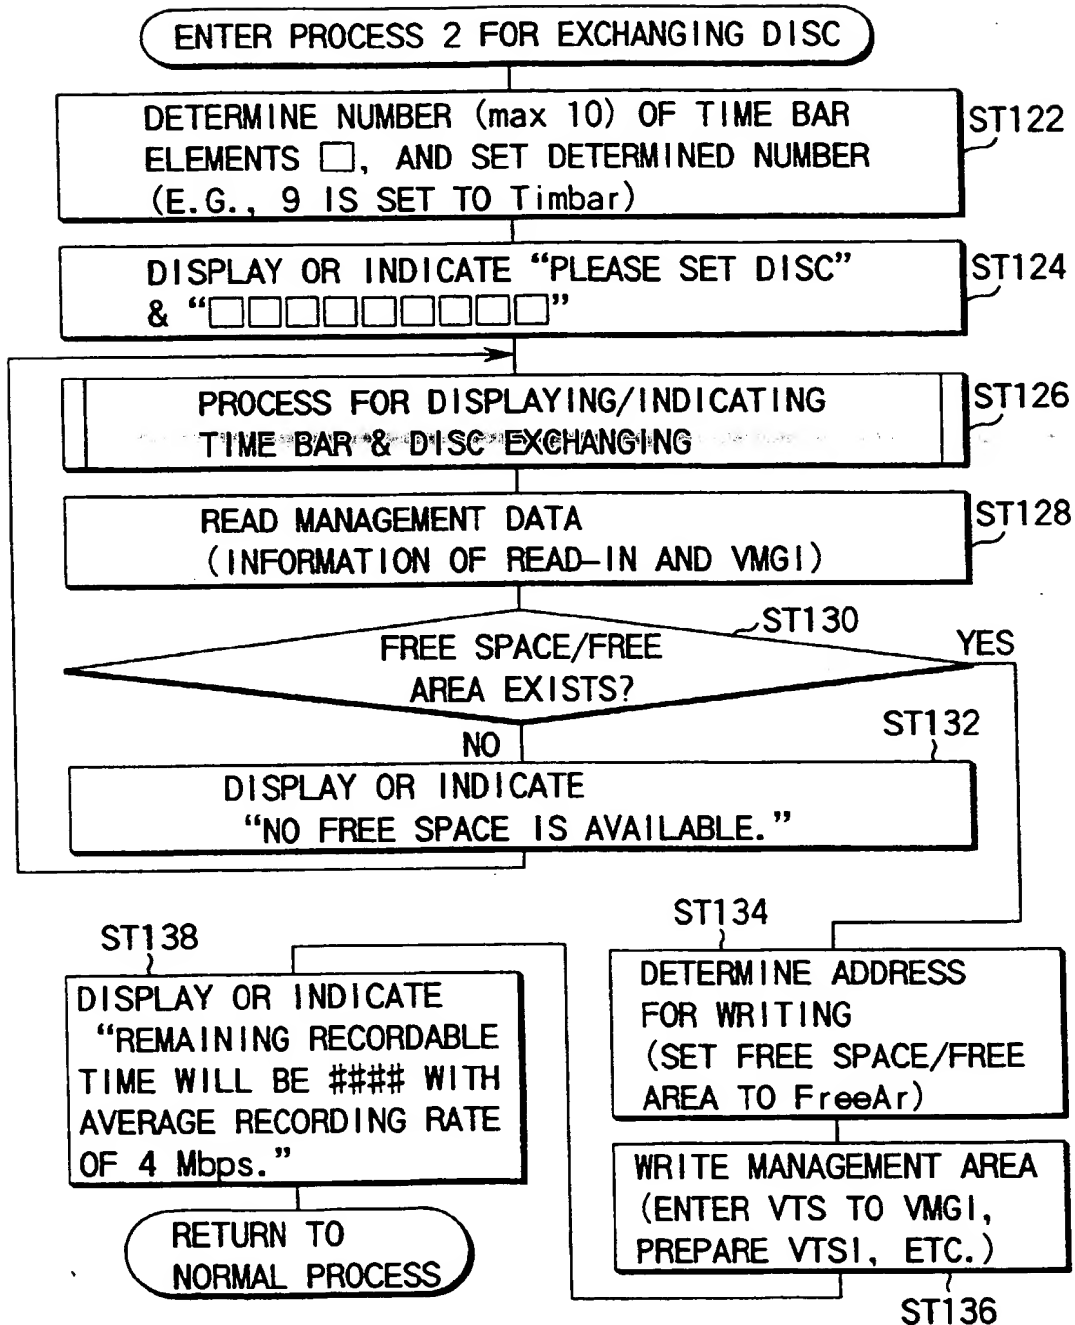 ENTER PROCESS 2 FOR EXCHANGING DISC
DETERMINE NUMBER (max 10) OF TIME BAR
ELEMENTS □, AND SET DETERMINED NUMBER
(E.G., 9 IS SET TO Timbar)
ST122
DISPLAY OR INDICATE “PLEASE SET DISC”
& “□□□□□□□□□”
ST124
PROCESS FOR DISPLAYING/INDICATING
TIME BAR & DISC EXCHANGING
ST126
READ MANAGEMENT DATA
(INFORMATION OF READ-IN AND VMGI)
ST128
ST130
FREE SPACE/FREE
AREA EXISTS?
YES
NO
ST132
DISPLAY OR INDICATE
“NO FREE SPACE IS AVAILABLE.”
ST134
DETERMINE ADDRESS
FOR WRITING
(SET FREE SPACE/FREE
AREA TO FreeAr)
WRITE MANAGEMENT AREA
(ENTER VTS TO VMGI,
PREPARE VTSI, ETC.)
ST136
ST138
DISPLAY OR INDICATE
“REMAINING RECORDABLE
TIME WILL BE #### WITH
AVERAGE RECORDING RATE
OF 4 Mbps.”
RETURN TO
NORMAL PROCESS